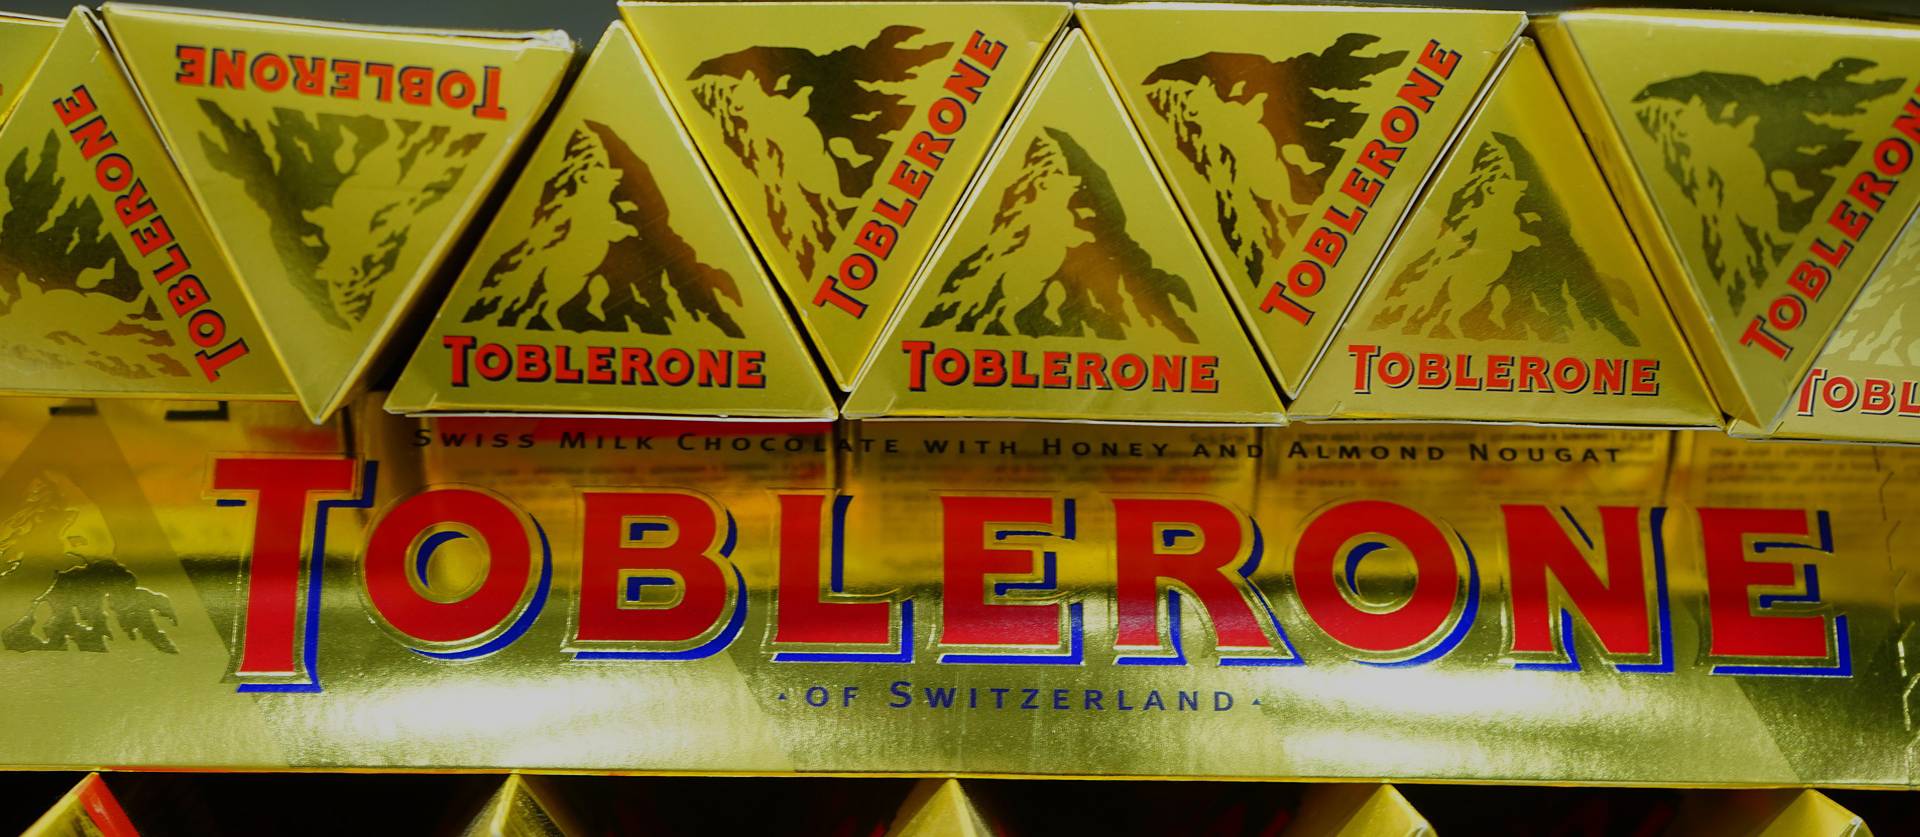 TOBLERONE
TOBLERONE
TOBLERONE
TOBLERONE
TOBLERONE
TOBLERONE
TOBLERONE
TOBLERONE
TOBL
SWISS MILK CHOCOLATE WITH HONEY AND ALMOND NOUGAT
TOBLERONE
OF SWITZERLAND